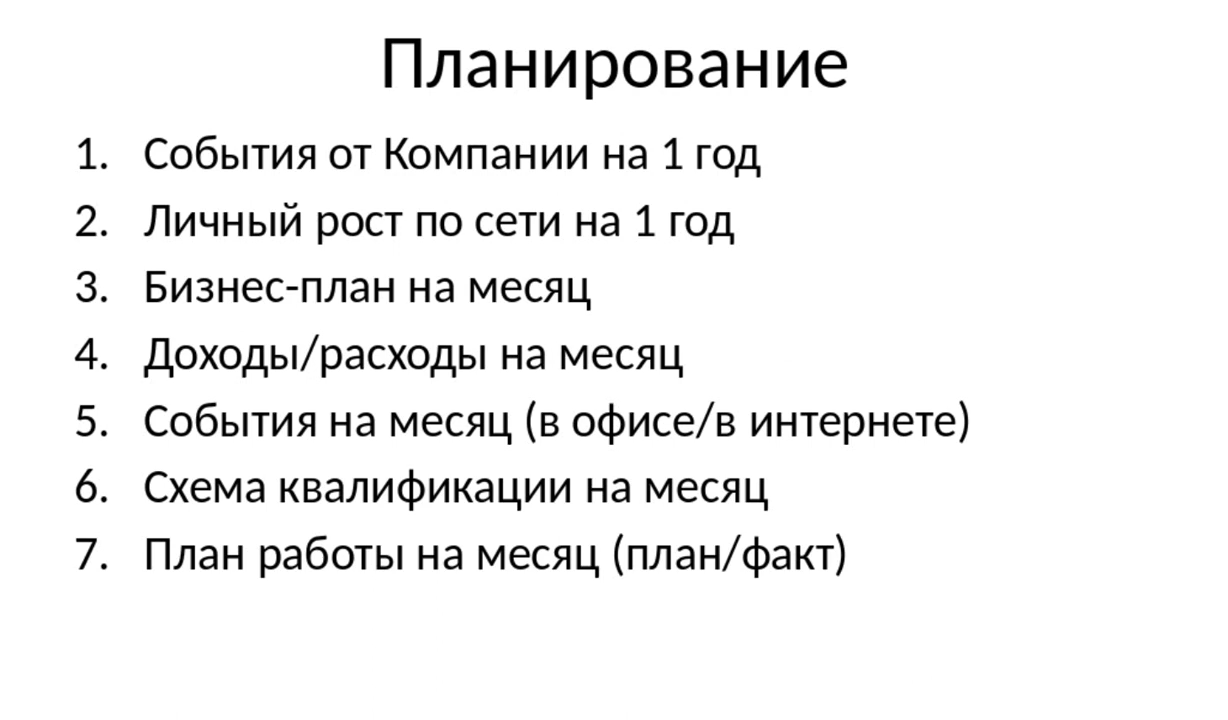 Планирование
1. События от Компании на 1 год
2. Личный рост по сети на 1 год
3. Бизнес-план на месяц
4. Доходы/расходы на месяц
5. События на месяц (в офисе/в интернете)
6. Схема квалификации на месяц
7. План работы на месяц (план/факт)